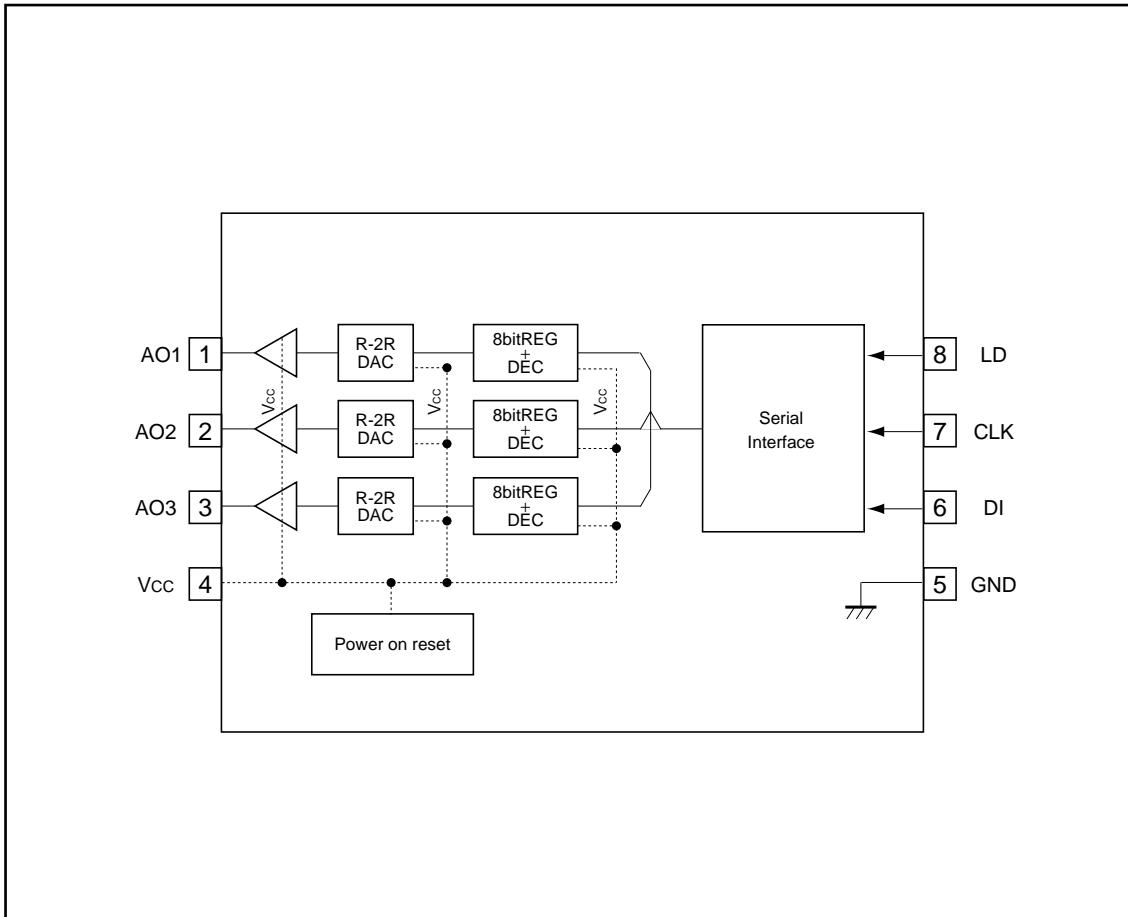 AO1 1
R-2R
DAC
8bitREG
+
DEC
8 LD
VCC
VCC
VCC
AO2 2
R-2R
DAC
8bitREG
+
DEC
Serial
Interface
7 CLK
AO3 3
R-2R
DAC
8bitREG
+
DEC
6 DI
VCC 4
5 GND
Power on reset